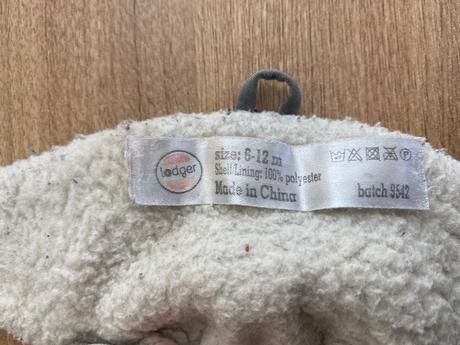 lodger
size: 6-12 m
Shell/Lining: 100% polyester
Made in China
batch 9542